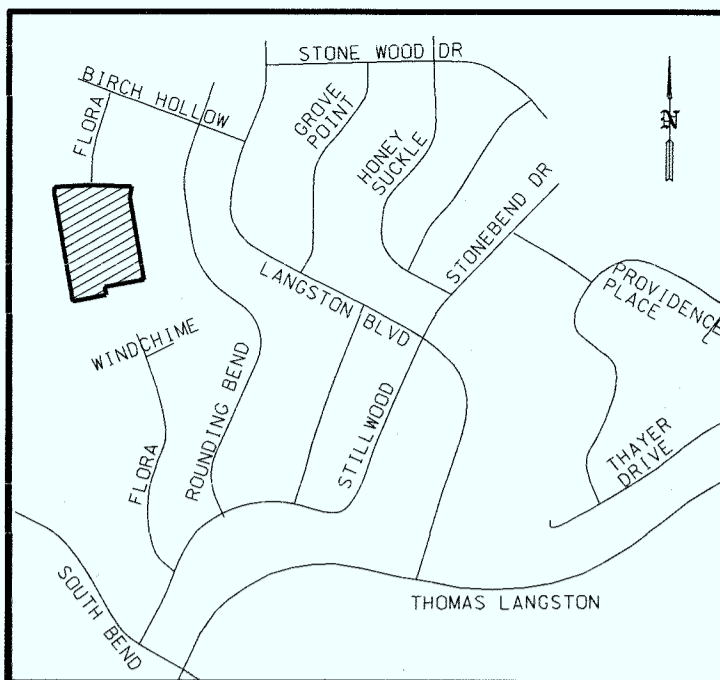 STONE WOOD DR
BIRCH HOLLOW
FLORA
GROVE
POINT
HONEY
SUCKLE
N
STONEBEND DR
LANGSTON BLVD
PROVIDENCE
PLACE
WINDCHIME
ROUNDING BEND
STILLWOOD
FLORA
THAYER
DRIVE
SOUTH BEND
THOMAS LANGSTON